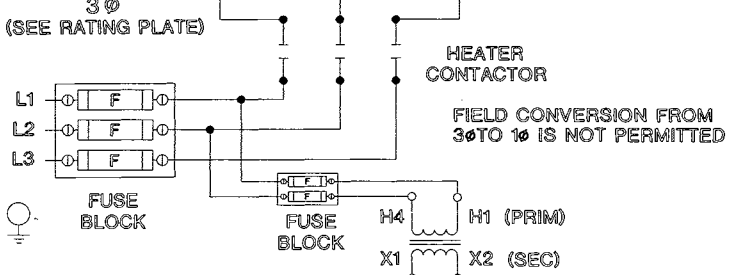 3ø
(SEE RATING PLATE)
HEATER
CONTACTOR
L1
F
L2
F
L3
F
FIELD CONVERSION FROM
3øTO 1ø IS NOT PERMITTED
FUSE
BLOCK
F
F
FUSE
BLOCK
H4
H1 (PRIM)
X1
X2 (SEC)